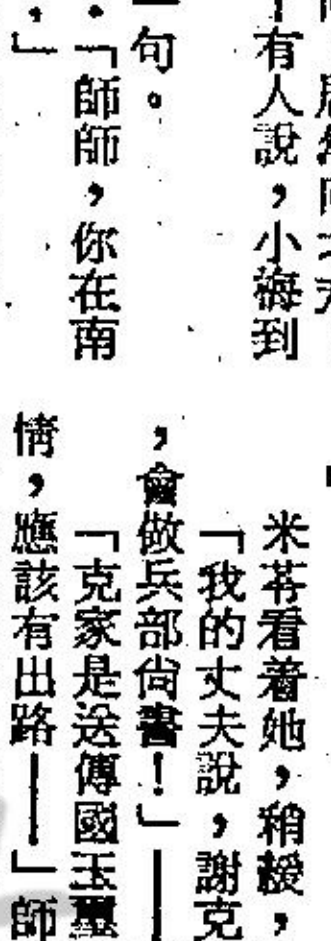 ！有人說，小梅到
句。
「師師，你在南
」
米芾看着她，稍緩，
「我的丈夫說，謝克
，會做兵部尚書！」——
「克家是送傳國玉璽
情，應該有出路——」師